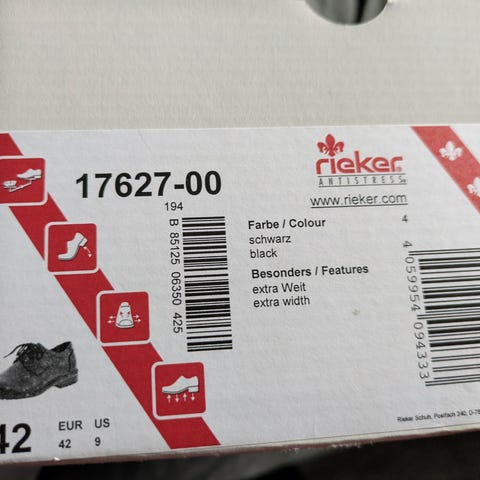 rieker
ANTISTRESS
www.rieker.com
17627-00
194
B 85125 06350 425
Farbe / Colour
schwarz
black
Besonders / Features
extra Weit
extra width
4
4 059954 094333
42
EUR US
42 9
Rieker Schuh, Postfach 240, D-78